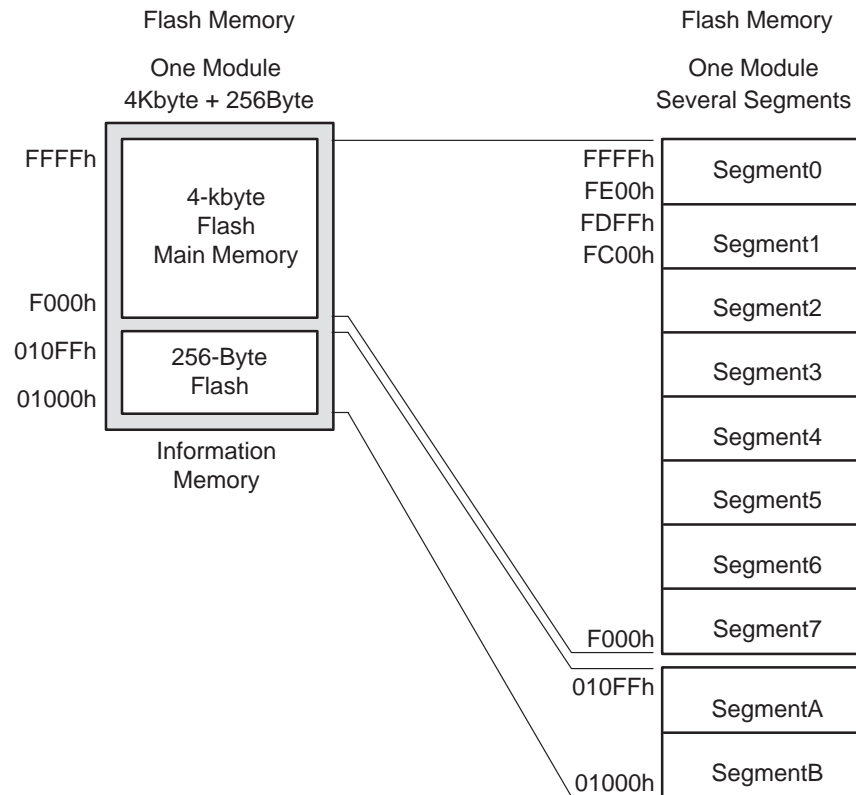 Flash Memory
One Module
4Kbyte + 256Byte
FFFFh
4-kbyte
Flash
Main Memory
F000h
010FFh
256-Byte
Flash
01000h
Information
Memory
Flash Memory
One Module
Several Segments
FFFFh
Segment0
FE00h
FDFFh
Segment1
FC00h
Segment2
Segment3
Segment4
Segment5
Segment6
Segment7
F000h
010FFh
SegmentA
SegmentB
01000h